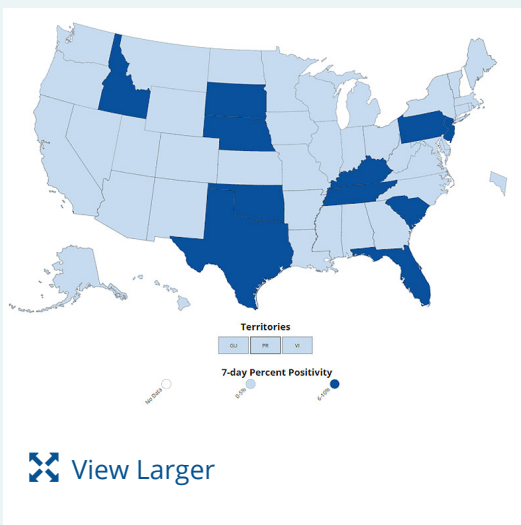 Territories
GU PR VI
7-day Percent Positivity
No Data 0-5% 6-10%
View Larger